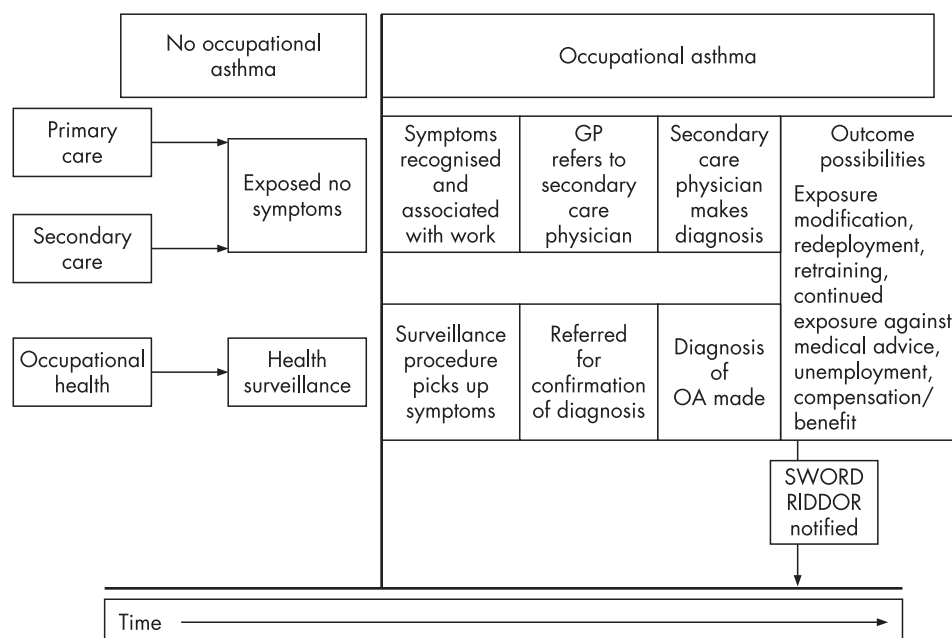 No occupational
asthma
Occupational asthma
Primary
care
Exposed no
symptoms
Secondary
care
Symptoms
recognised
and
associated
with work
GP
refers to
secondary
care
physician
Secondary
care
physician
makes
diagnosis
Outcome
possibilities
Exposure
modification,
redeployment,
retraining,
continued
exposure against
medical advice,
unemployment,
compensation/
benefit
Occupational
health
Health
surveillance
Surveillance
procedure
picks up
symptoms
Referred
for
confirmation
of diagnosis
Diagnosis
of
OA made
SWORD
RIDDOR
notified
Time